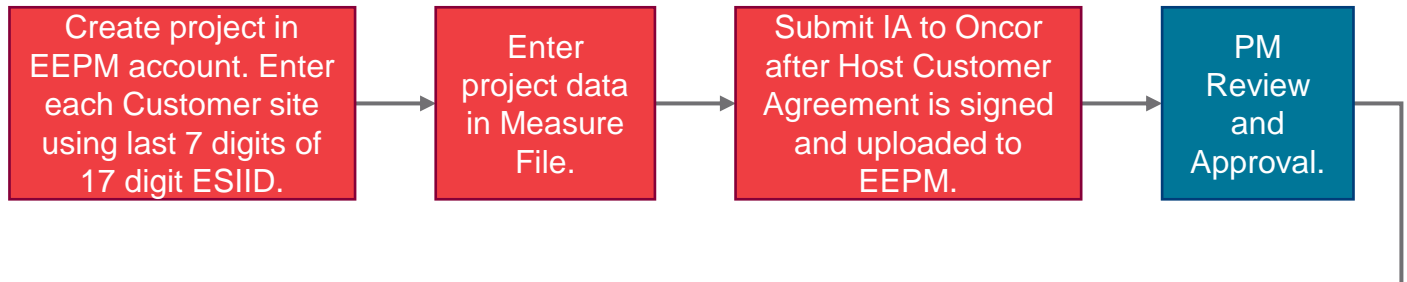 Create project in
EEPM account. Enter
each Customer site
using last 7 digits of
17 digit ESIID.
Enter
project data
in Measure
File.
Submit IA to Oncor
after Host Customer
Agreement is signed
and uploaded to
EEPM.
PM
Review
and
Approval.